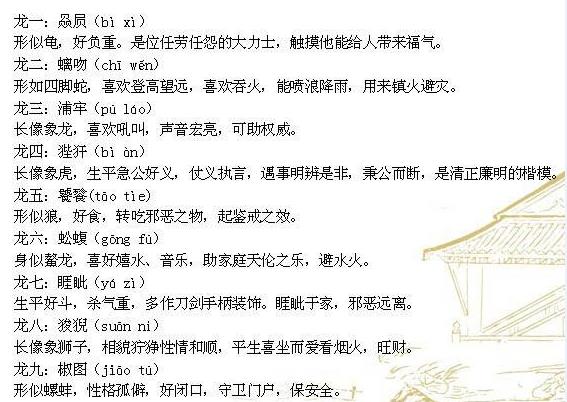 龙一：赑屃（bì xì）
形似龟，好负重。是位任劳任怨的大力士，触摸他能给人带来福气。
龙二：螭吻（chī wěn）
形如四脚蛇，喜欢登高望远，喜欢吞火，能喷浪降雨，用来镇火避灾。
龙三：浦牢（pǔ láo）
长像象龙，喜欢吼叫，声音宏亮，可助权威。
龙四：狴犴（bì àn）
长像象虎，生平急公好义，仗义执言，遇事明辨是非，秉公而断，是清正廉明的楷模。
龙五：饕餮(tāo tiè)
形似狼，好食，转吃邪恶之物，起鉴戒之效。
龙六：蚣蝮（gōng fù）
身似鳌龙，喜好嬉水、音乐，助家庭天伦之乐，避水火。
龙七：睚眦（yá zì）
生平好斗，杀气重，多作刀剑手柄装饰。睚眦于家，邪恶远离。
龙八：狻猊（suān ní）
长像象狮子，相貌狞狰性情和顺，平生喜坐而爱看烟火，旺财。
龙九：椒图（jiāo tú）
形似螺蚌，性格孤僻，好闭口，守卫门户，保安全。